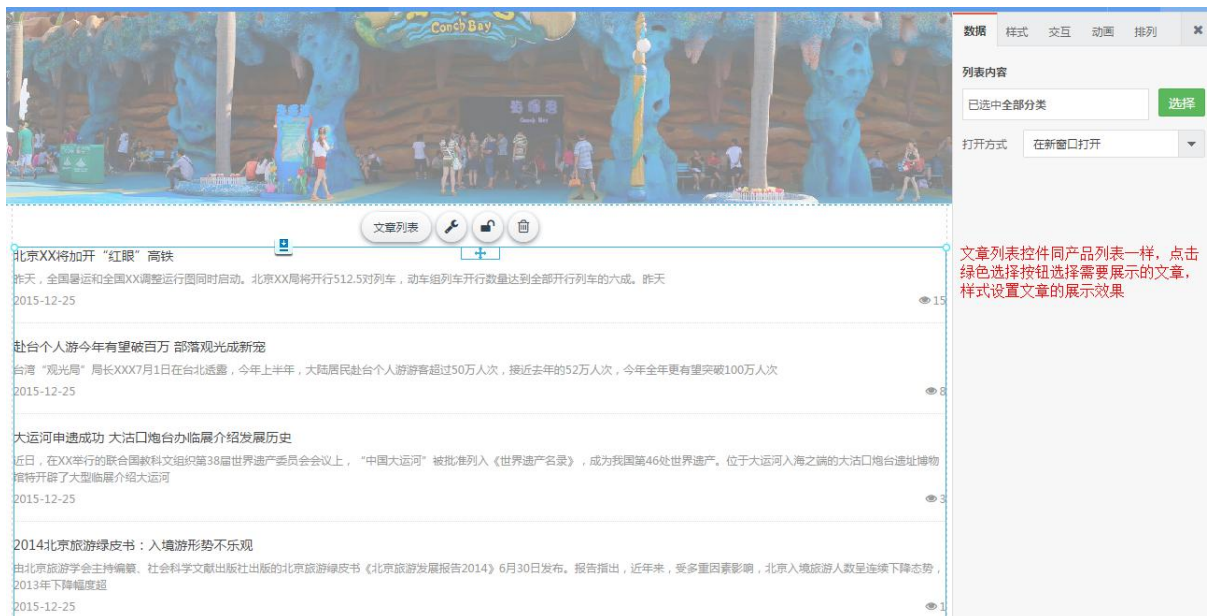 Conch Bay
海螺湾
Conch Bay
数据 样式 交互 动画 排列
列表内容
已选中全部分类 选择
打开方式 在新窗口打开
文章列表
北京XX将加开“红眼”高铁
昨天，全国暑运和全国XX调整运行图同时启动。北京XX局将开行512.5对列车，动车组列车开行数量达到全部开行列车的六成。昨天
2015-12-25 15
文章列表控件同产品列表一样，点击
绿色选择按钮选择需要展示的文章，
样式设置文章的展示效果
赴台个人游今年有望破百万 部落观光成新宠
台湾“观光局”局长XXX7月1日在台北透露，今年上半年，大陆居民赴台个人游游客超过50万人次，接近去年的52万人次，今年全年更有望突破100万人次
2015-12-25 8
大运河申遗成功 大沽口炮台办临展介绍发展历史
近日，在XX举行的联合国教科文组织第38届世界遗产委员会会议上，“中国大运河”被批准列入《世界遗产名录》，成为我国第46处世界遗产。位于大运河入海之端的大沽口炮台遗址博物
馆特开辟了大型临展介绍大运河
2015-12-25 3
2014北京旅游绿皮书：入境游形势不乐观
由北京旅游学会主持编纂、社会科学文献出版社出版的北京旅游绿皮书《北京旅游发展报告2014》6月30日发布。报告指出，近年来，受多重因素影响，北京入境旅游人数呈连续下降态势，
2013年下降幅度超
2015-12-25 1